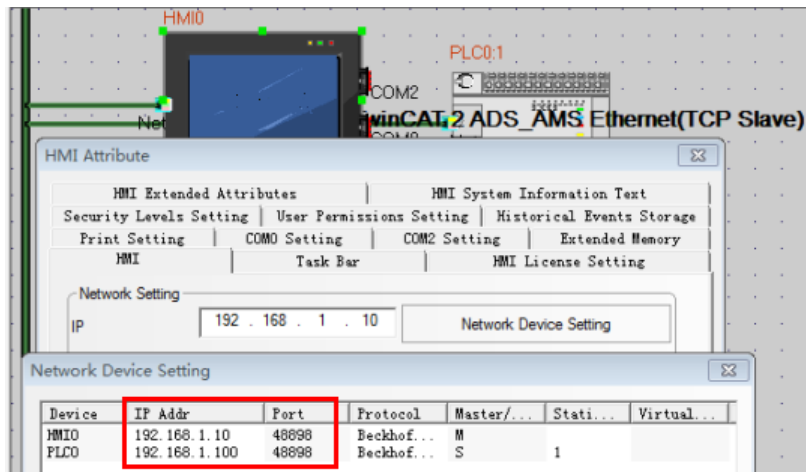 HMI0
PLC0:1
COM2
Net
TwinCAT 2 ADS_AMS Ethernet(TCP Slave)
HMI Attribute
HMI Extended Attributes HMI System Information Text
Security Levels Setting User Permissions Setting Historical Events Storage
Print Setting COM0 Setting COM2 Setting Extended Memory
HMI Task Bar HMI License Setting
Network Setting
IP 192 . 168 . 1 . 10 Network Device Setting
Network Device Setting
Device IP Addr Port Protocol Master/... Stati... Virtual...
HMI0 192.168.1.10 48898 Beckhof... M
PLC0 192.168.1.100 48898 Beckhof... S 1